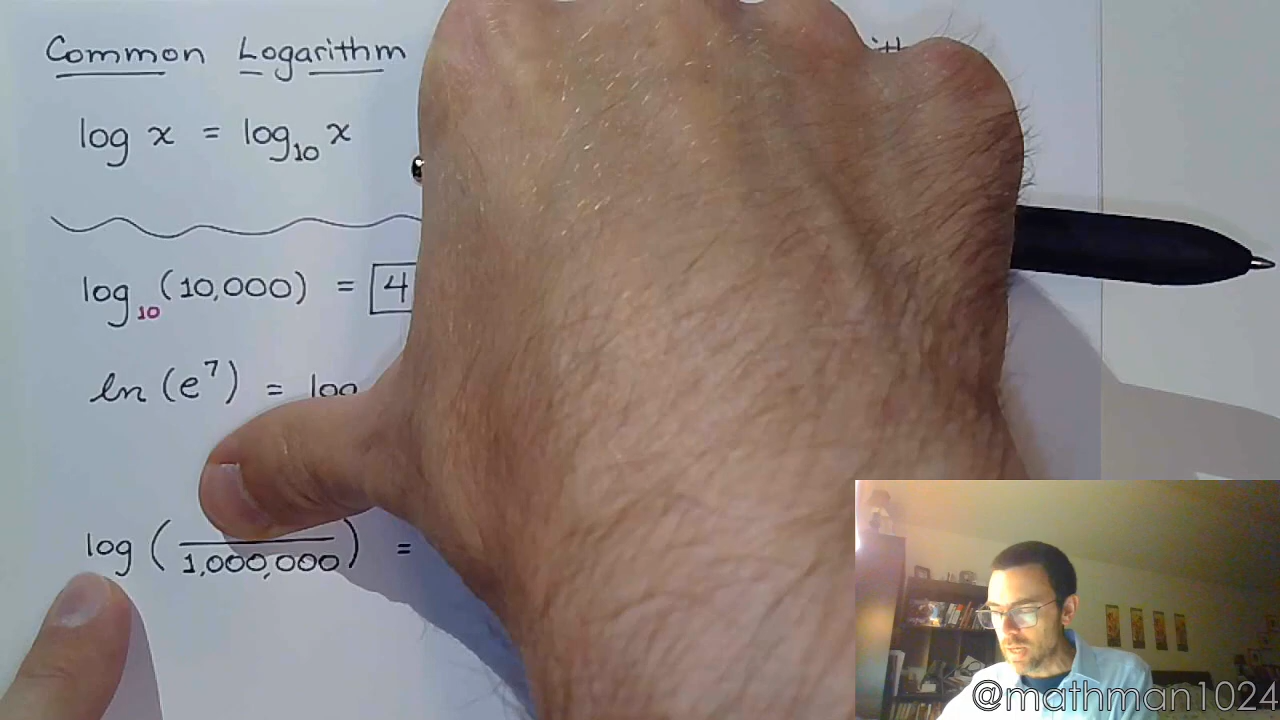 Common Logarithm
log x = log₁₀ x
log₁₀ (10,000) = 4
ln (e⁷) = log
log ( / 1,000,000 ) =
@mathman1024